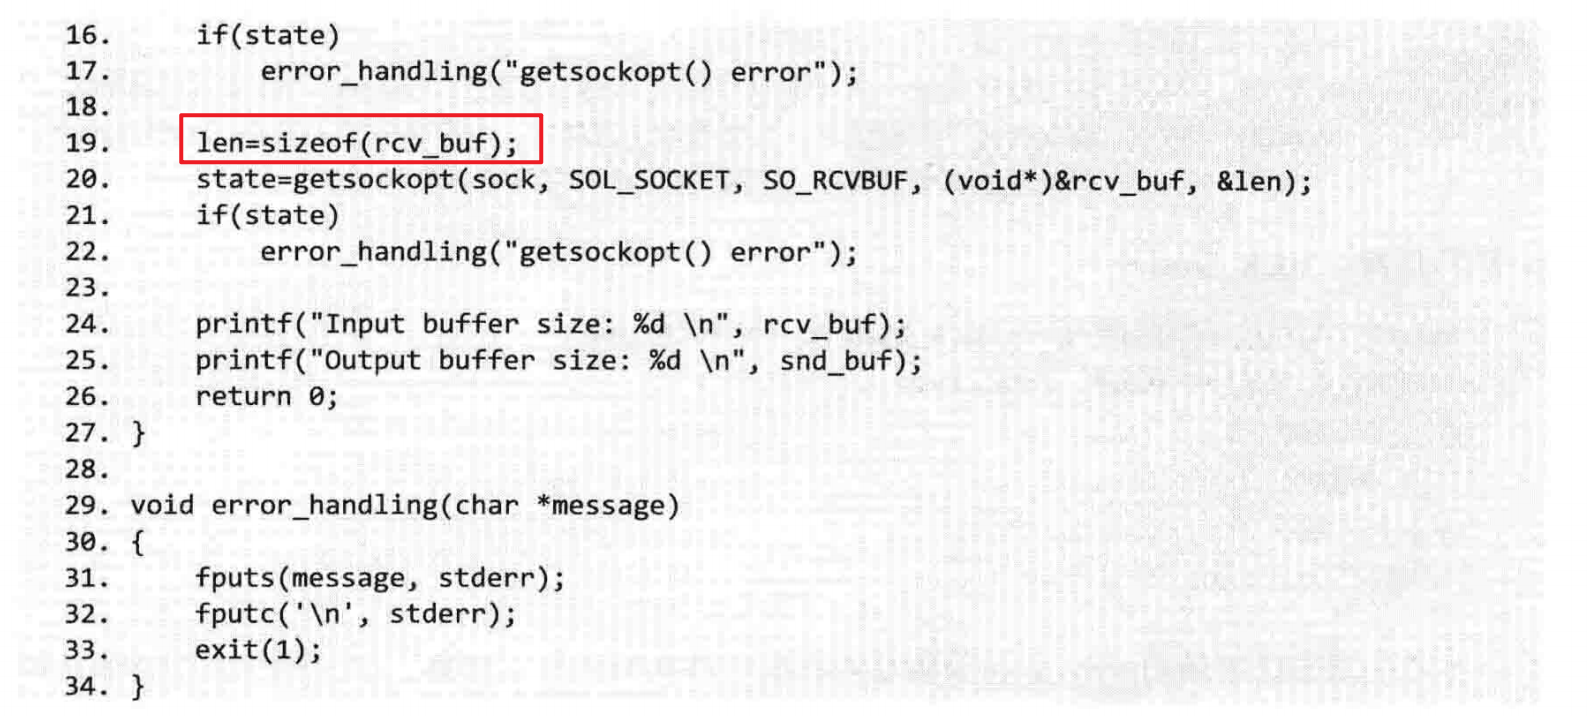 16.     if(state)
17.         error_handling("getsockopt() error");
18.
19.     len=sizeof(rcv_buf);
20.     state=getsockopt(sock, SOL_SOCKET, SO_RCVBUF, (void*)&rcv_buf, &len);
21.     if(state)
22.         error_handling("getsockopt() error");
23.
24.     printf("Input buffer size: %d \n", rcv_buf);
25.     printf("Output buffer size: %d \n", snd_buf);
26.     return 0;
27. }
28.
29. void error_handling(char *message)
30. {
31.     fputs(message, stderr);
32.     fputc('\n', stderr);
33.     exit(1);
34. }